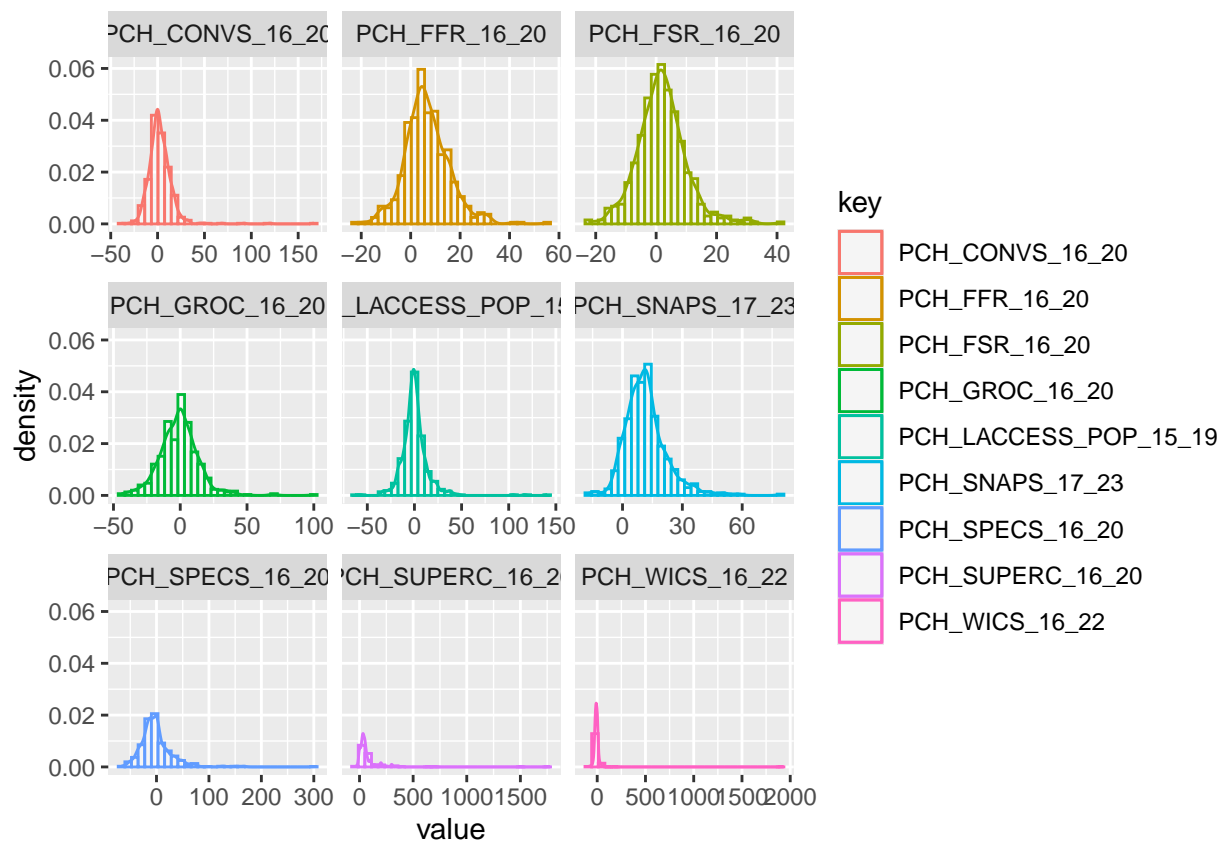 PCH_CONVS_16_20 PCH_FFR_16_20 PCH_FSR_16_20
0.06
0.04
0.02
0.00
−50 0 50 100 150 −20 0 20 40 60 −20 0 20 40
PCH_GROC_16_20 _LACCESS_POP_15 PCH_SNAPS_17_23
0.06
0.04
0.02
0.00
−50 0 50 100 −50 0 50 100 150 0 30 60
PCH_SPECS_16_20 PCH_SUPERC_16_20 PCH_WICS_16_22
0.06
0.04
0.02
0.00
0 100 200 300 0 500 1000 1500 0 500 1000 1500 2000
density
value
key
PCH_CONVS_16_20
PCH_FFR_16_20
PCH_FSR_16_20
PCH_GROC_16_20
PCH_LACCESS_POP_15_19
PCH_SNAPS_17_23
PCH_SPECS_16_20
PCH_SUPERC_16_20
PCH_WICS_16_22